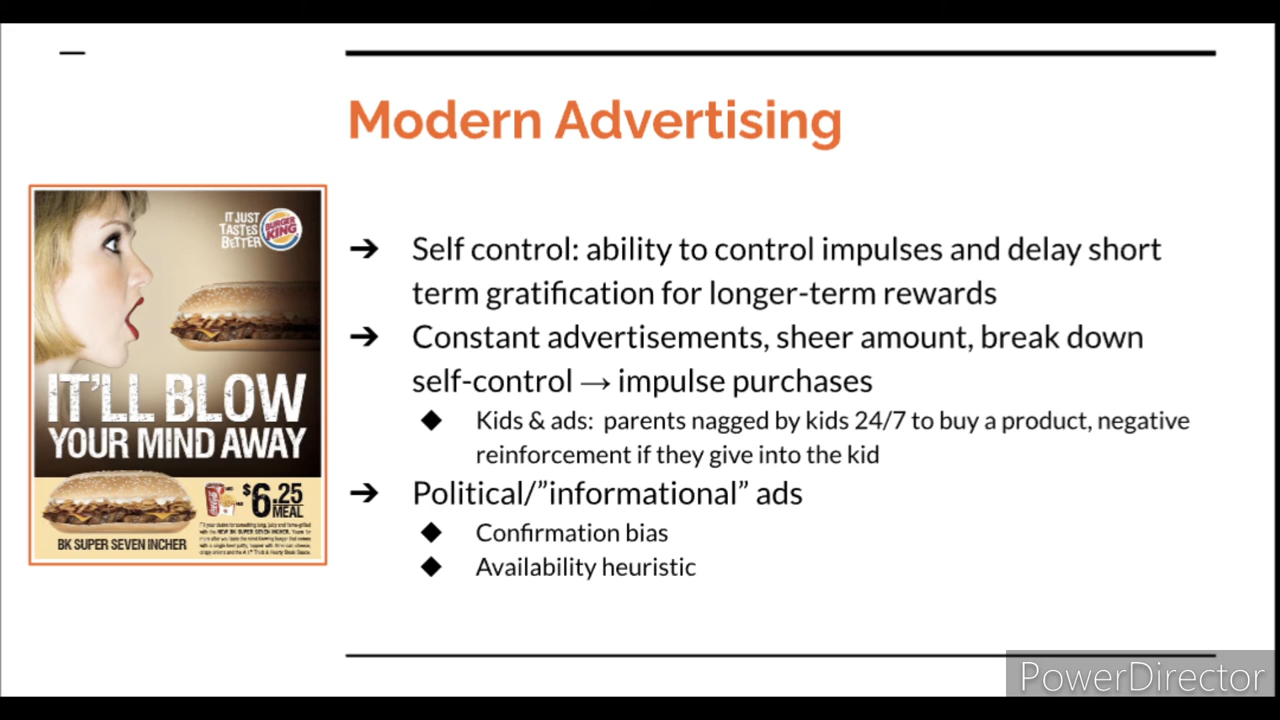 Modern Advertising
IT JUST
TASTES
BETTER
BURGER
KING
IT'LL BLOW
YOUR MIND AWAY
$6.25
MEAL
BK SUPER SEVEN INCHER
➔ Self control: ability to control impulses and delay short
term gratification for longer-term rewards
➔ Constant advertisements, sheer amount, break down
self-control → impulse purchases
◆ Kids & ads: parents nagged by kids 24/7 to buy a product, negative
reinforcement if they give into the kid
➔ Political/”informational” ads
◆ Confirmation bias
◆ Availability heuristic
PowerDirector